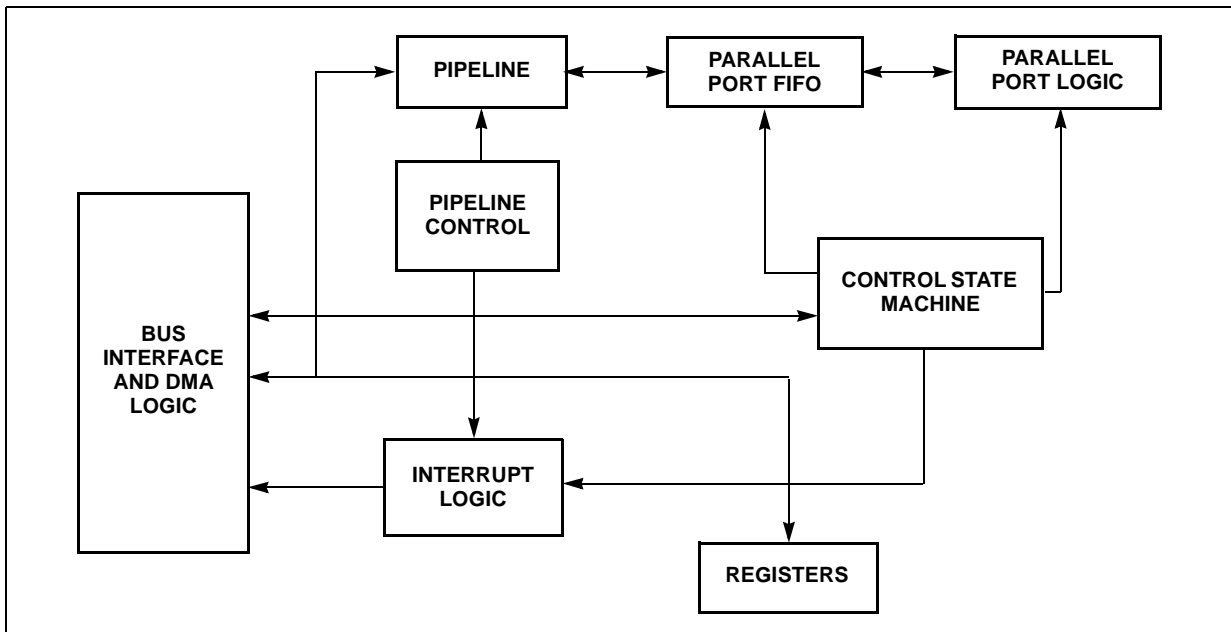 PIPELINE
PARALLEL
PORT FIFO
PARALLEL
PORT LOGIC
PIPELINE
CONTROL
CONTROL STATE
MACHINE
BUS
INTERFACE
AND DMA
LOGIC
INTERRUPT
LOGIC
REGISTERS